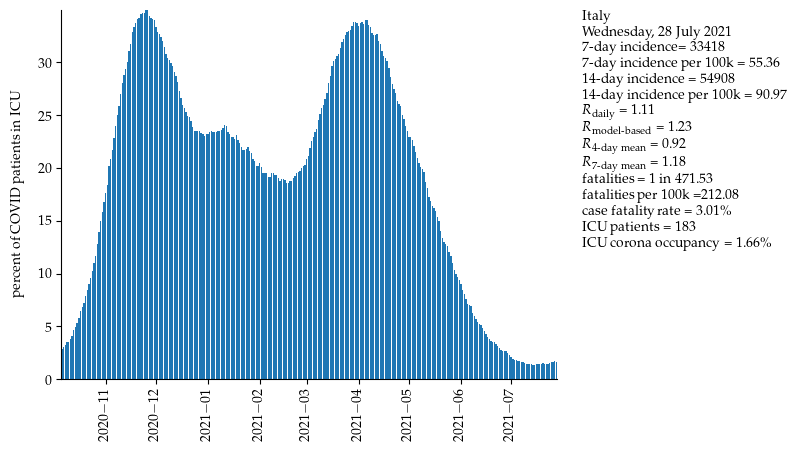 Italy
Wednesday, 28 July 2021
7-day incidence= 33418
7-day incidence per 100k = 55.36
14-day incidence = 54908
14-day incidence per 100k = 90.97
R_daily = 1.11
R_model-based = 1.23
R_4-day mean = 0.92
R_7-day mean = 1.18
fatalities = 1 in 471.53
fatalities per 100k =212.08
case fatality rate = 3.01%
ICU patients = 183
ICU corona occupancy = 1.66%
percent of COVID patients in ICU
30
25
20
15
10
5
0
2020−11
2020−12
2021−01
2021−02
2021−03
2021−04
2021−05
2021−06
2021−07